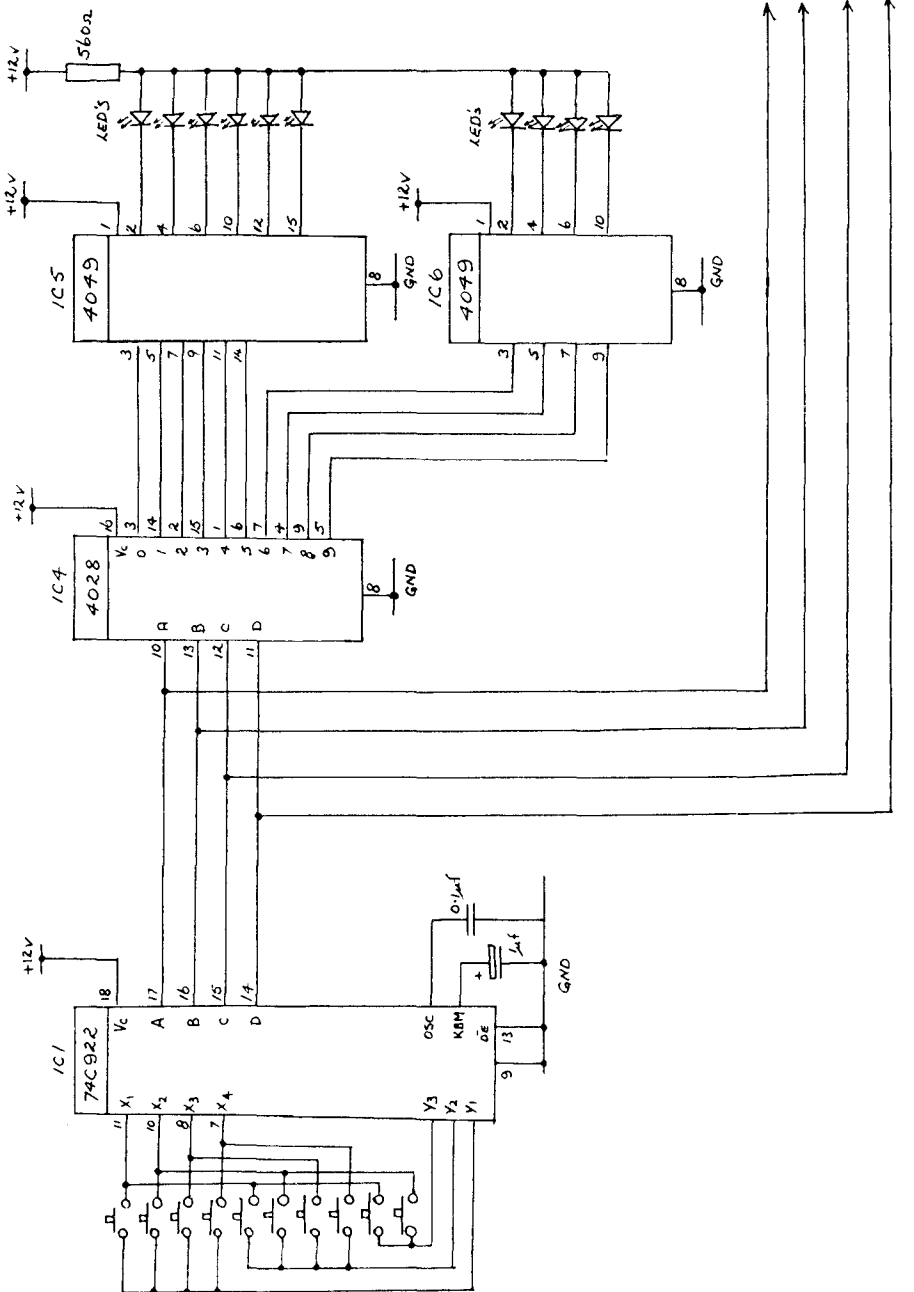 +12V
560Ω
LED'S
LED'S
+12V
1
2
4
6
10
12
15
IC5
4049
8
GND
3
5
7
9
11
14
+12V
1
2
4
6
10
IC6
4049
8
GND
3
5
7
9
+12V
16
3
14
2
15
1
6
7
4
9
5
IC4
4028
Vc
0
1
2
3
4
5
6
7
8
9
A
B
C
D
10
13
12
11
8
GND
+12V
18
17
16
15
14
IC1
74C922
Vc
A
B
C
D
OSC
KBM
OE
13
9
0.1µf
+
1µf
GND
X1
X2
X3
X4
Y3
Y2
Y1
11
10
8
7